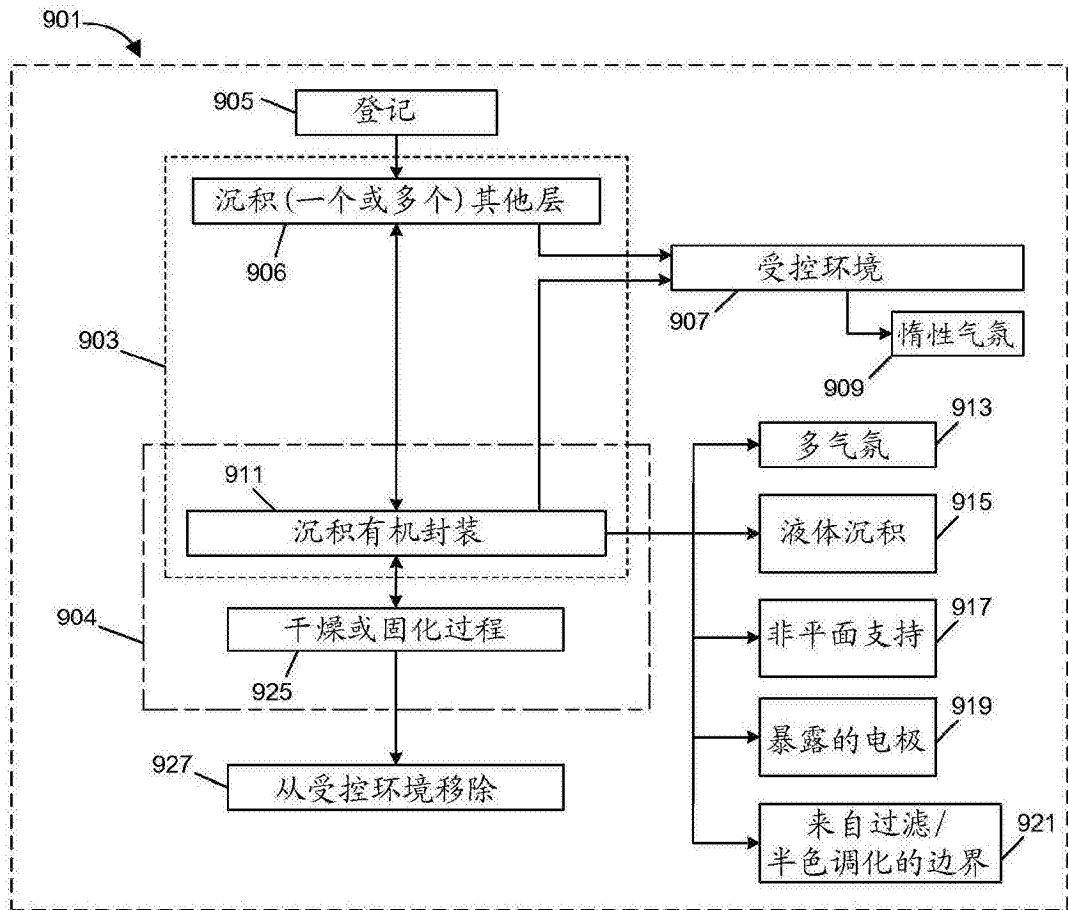 901
905
登记
沉积(一个或多个)其他层
906
受控环境
907
惰性气氛
909
903
913
多气氛
911
沉积有机封装
915
液体沉积
904
干燥或固化过程
925
917
非平面支持
919
暴露的电极
927
从受控环境移除
来自过滤/
半色调化的边界
921